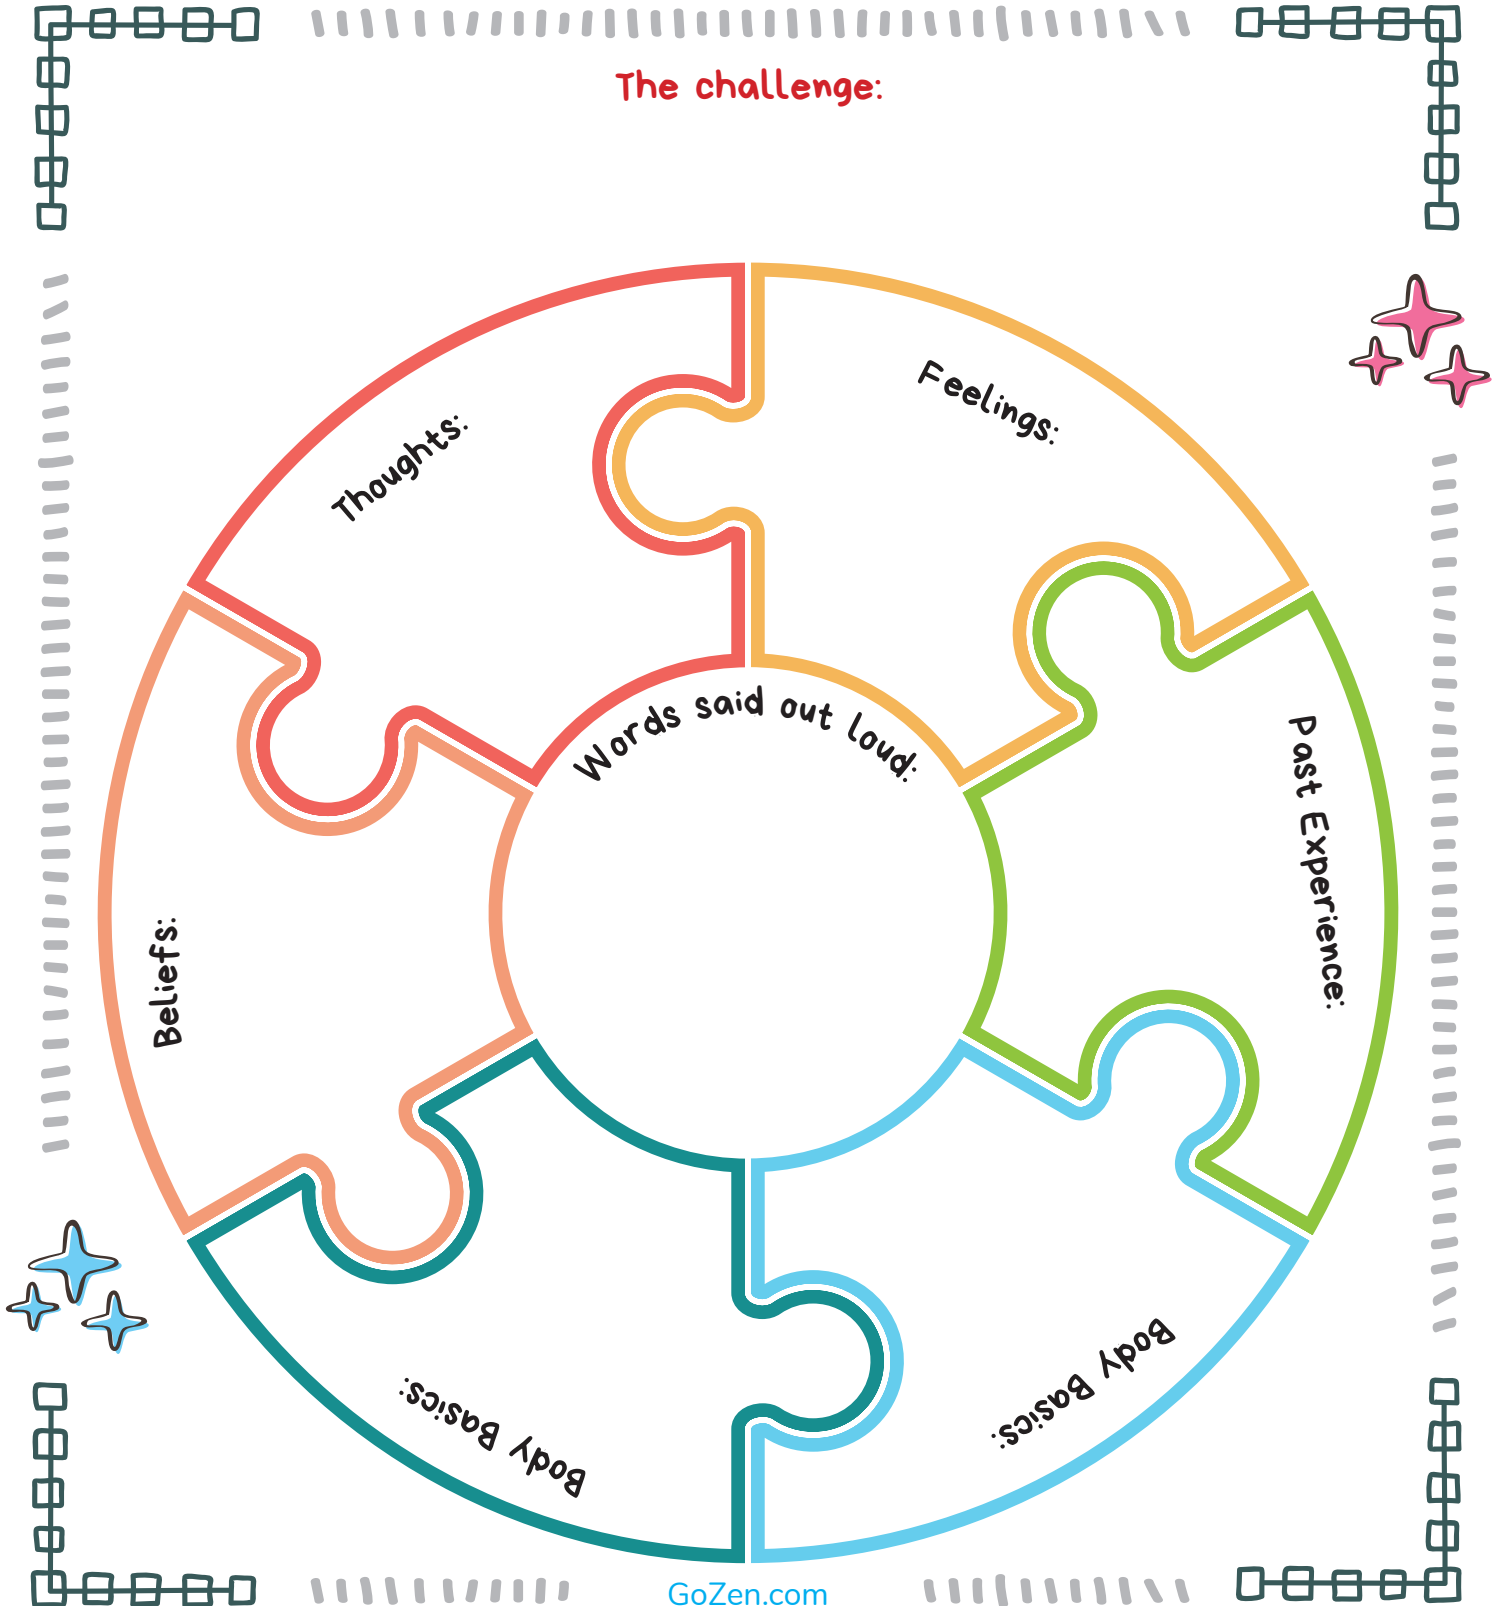 The challenge:
Thoughts:
Feelings:
Words said out loud:
Past Experience:
Beliefs:
Body Basics:
Body Basics:
GoZen.com